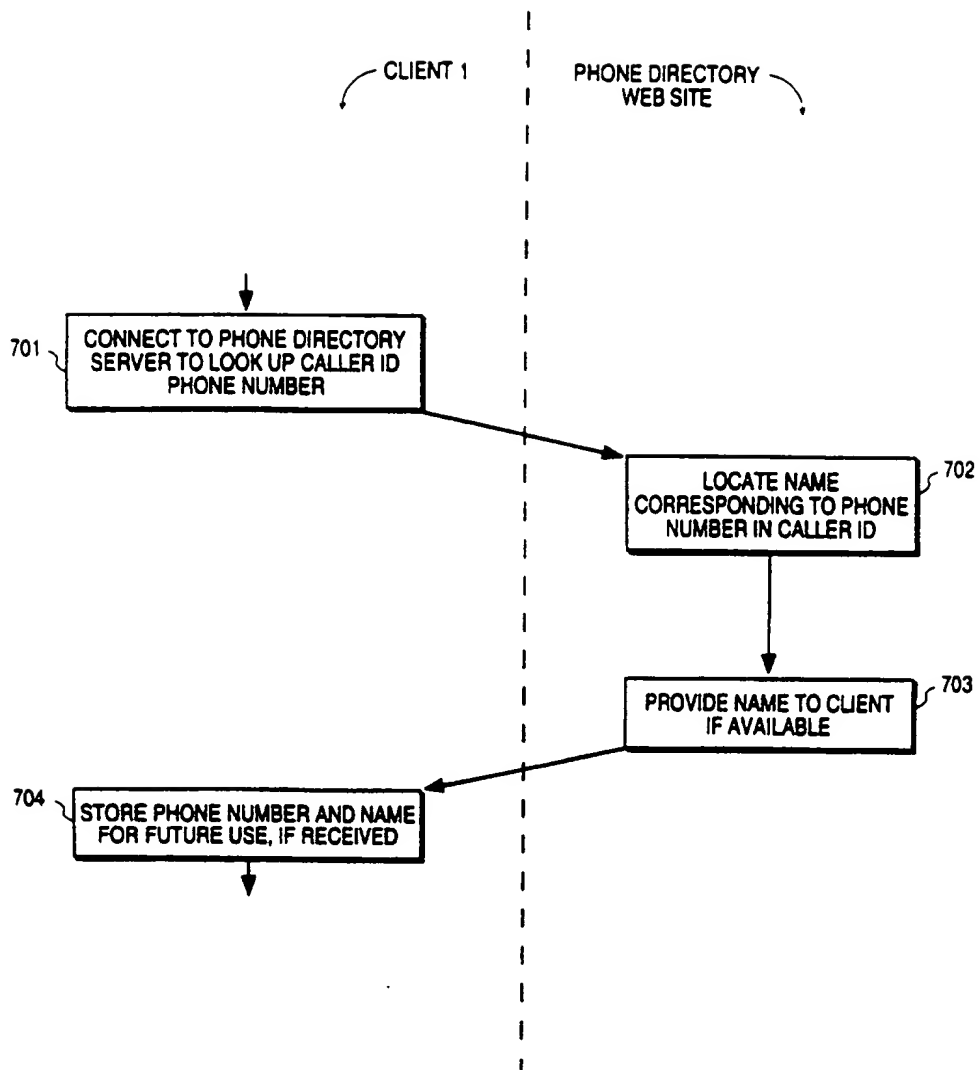 CLIENT 1
PHONE DIRECTORY
WEB SITE
701
CONNECT TO PHONE DIRECTORY
SERVER TO LOOK UP CALLER ID
PHONE NUMBER
702
LOCATE NAME
CORRESPONDING TO PHONE
NUMBER IN CALLER ID
703
PROVIDE NAME TO CLIENT
IF AVAILABLE
704
STORE PHONE NUMBER AND NAME
FOR FUTURE USE, IF RECEIVED